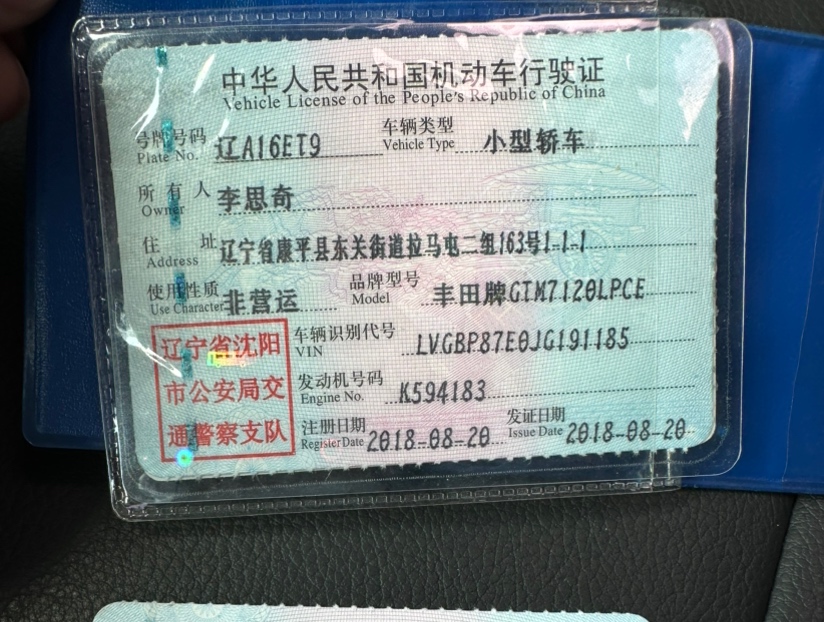 中华人民共和国机动车行驶证
Vehicle License of the People's Republic of China
号牌号码 辽A16ET9 车辆类型 小型轿车
Plate No. Vehicle Type
所有人 李思奇
Owner
住址 辽宁省康平县东关街道拉马屯二组163号1-1-1
Address
使用性质 非营运 品牌型号 丰田牌GTM7120LPCE
Use Character Model
辽宁省沈阳
市公安局交
通警察支队
车辆识别代号 LVGBP87E0JG191185
VIN
发动机号码 K594183
Engine No.
注册日期 2018-08-20 发证日期 2018-08-20
Register Date Issue Date